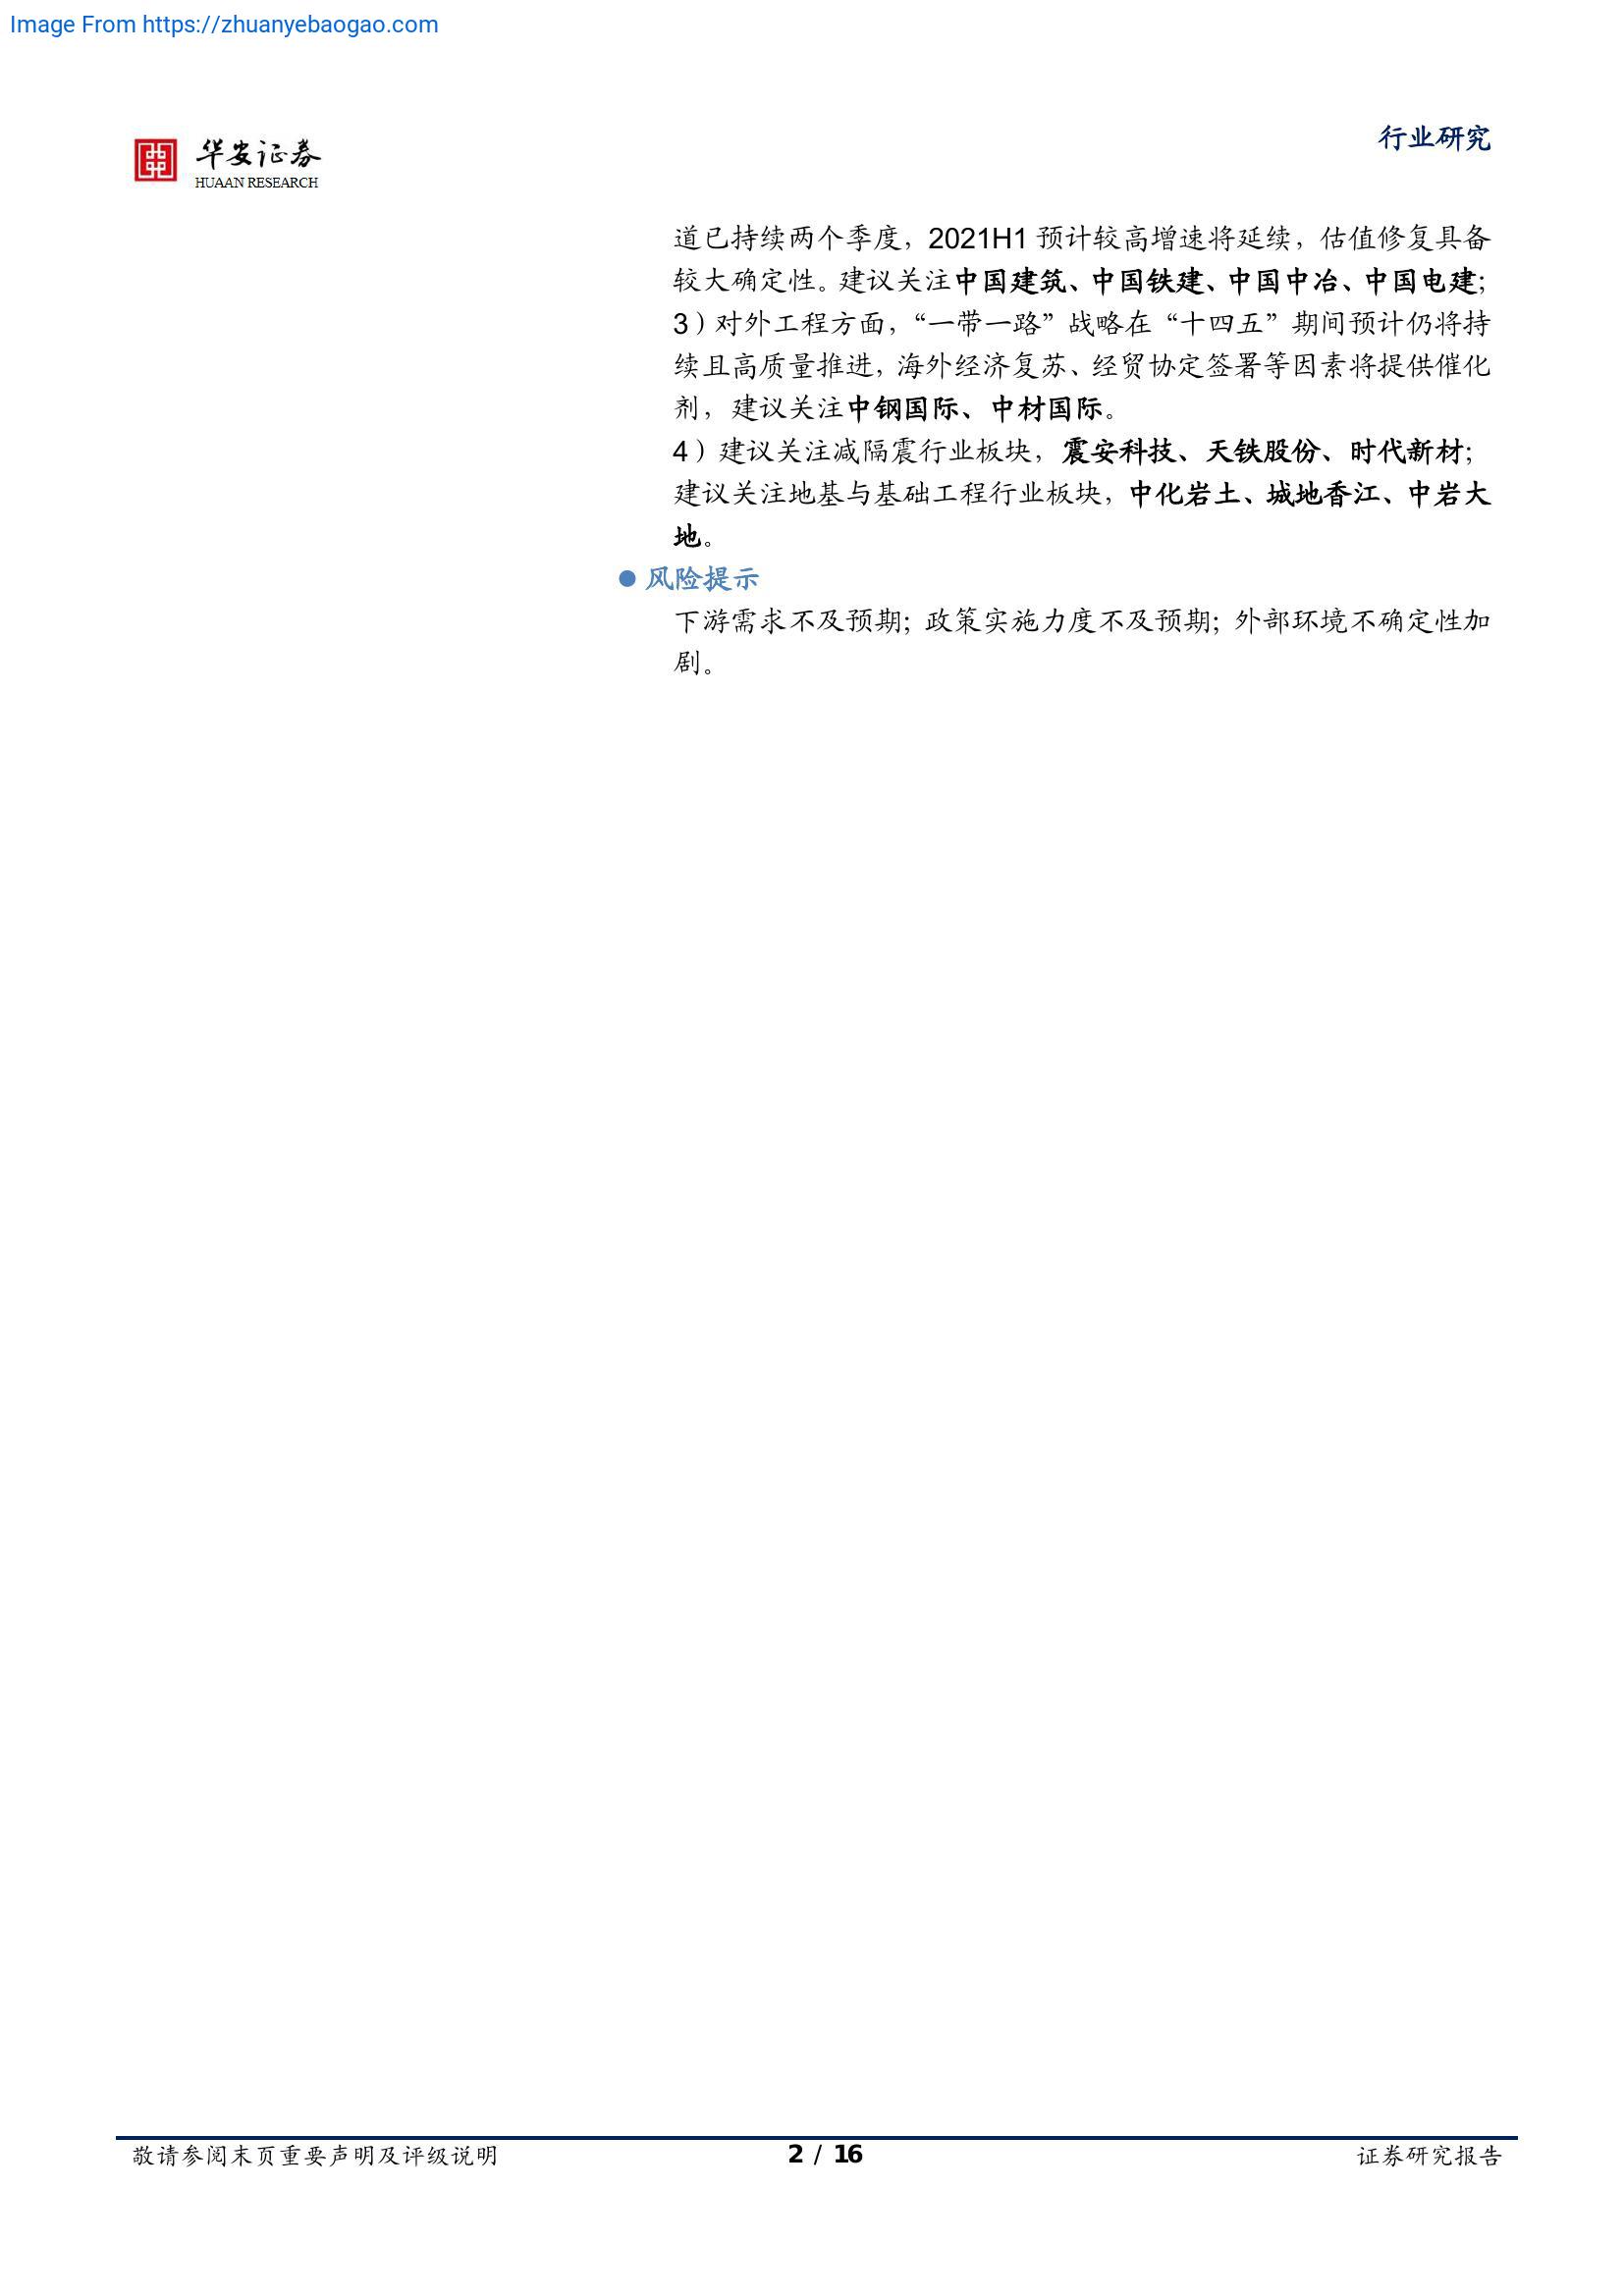 Image From https://zhuanyebaogao.com
华安证券
HUAAN RESEARCH
行业研究
道已持续两个季度，2021H1 预计较高增速将延续，估值修复具备
较大确定性。建议关注中国建筑、中国铁建、中国中冶、中国电建；
3）对外工程方面，“一带一路”战略在“十四五”期间预计仍将持
续且高质量推进，海外经济复苏、经贸协定签署等因素将提供催化
剂，建议关注中钢国际、中材国际。
4）建议关注减隔震行业板块，震安科技、天铁股份、时代新材；
建议关注地基与基础工程行业板块，中化岩土、城地香江、中岩大
地。
● 风险提示
下游需求不及预期；政策实施力度不及预期；外部环境不确定性加
剧。
敬请参阅末页重要声明及评级说明
2 / 16
证券研究报告